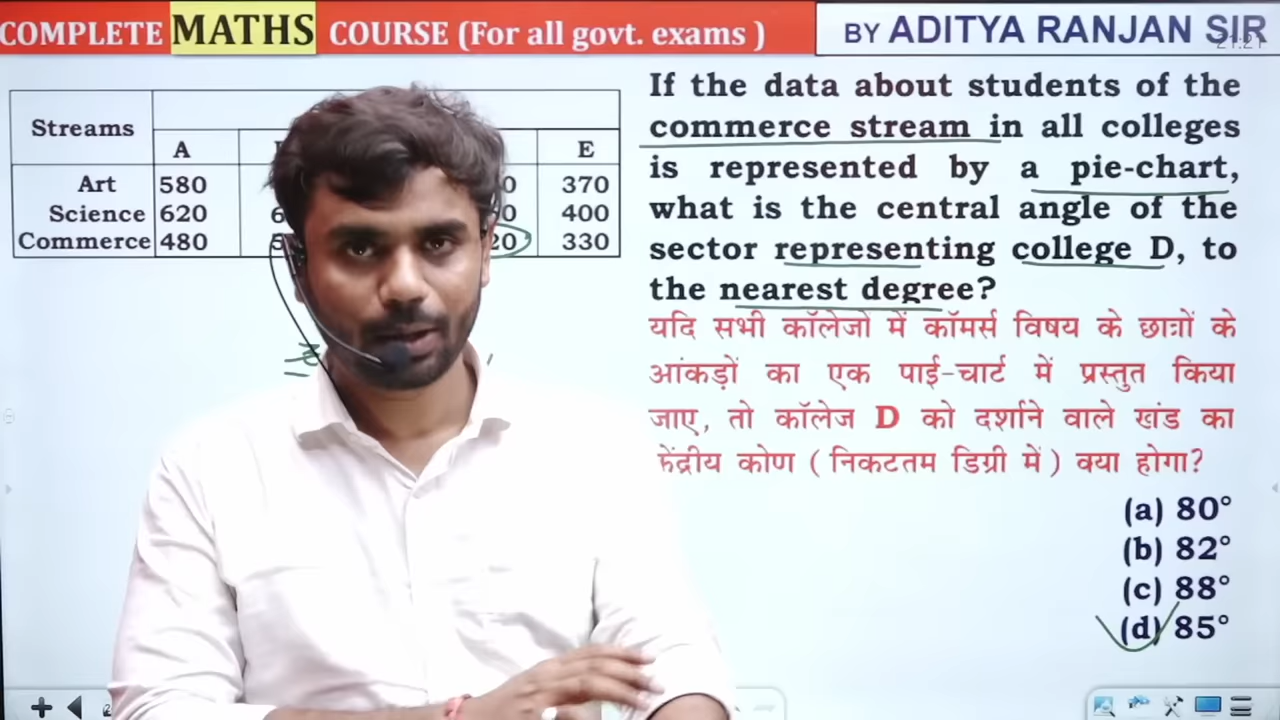 COMPLETE MATHS COURSE (For all govt. exams )
BY ADITYA RANJAN SIR
21:21
Streams
A E
Art 580 370
Science 620 400
Commerce 480 330
If the data about students of the
commerce stream in all colleges
is represented by a pie-chart,
what is the central angle of the
sector representing college D, to
the nearest degree?
यदि सभी कॉलेजो में कॉमर्स विषय के छात्रों के
आंकड़ों का एक पाई-चार्ट में प्रस्तुत किया
जाए, तो कॉलेज D को दर्शाने वाले खंड का
केंद्रीय कोण ( निकटतम डिग्री में ) क्या होगा?
(a) 80°
(b) 82°
(c) 88°
(d) 85°